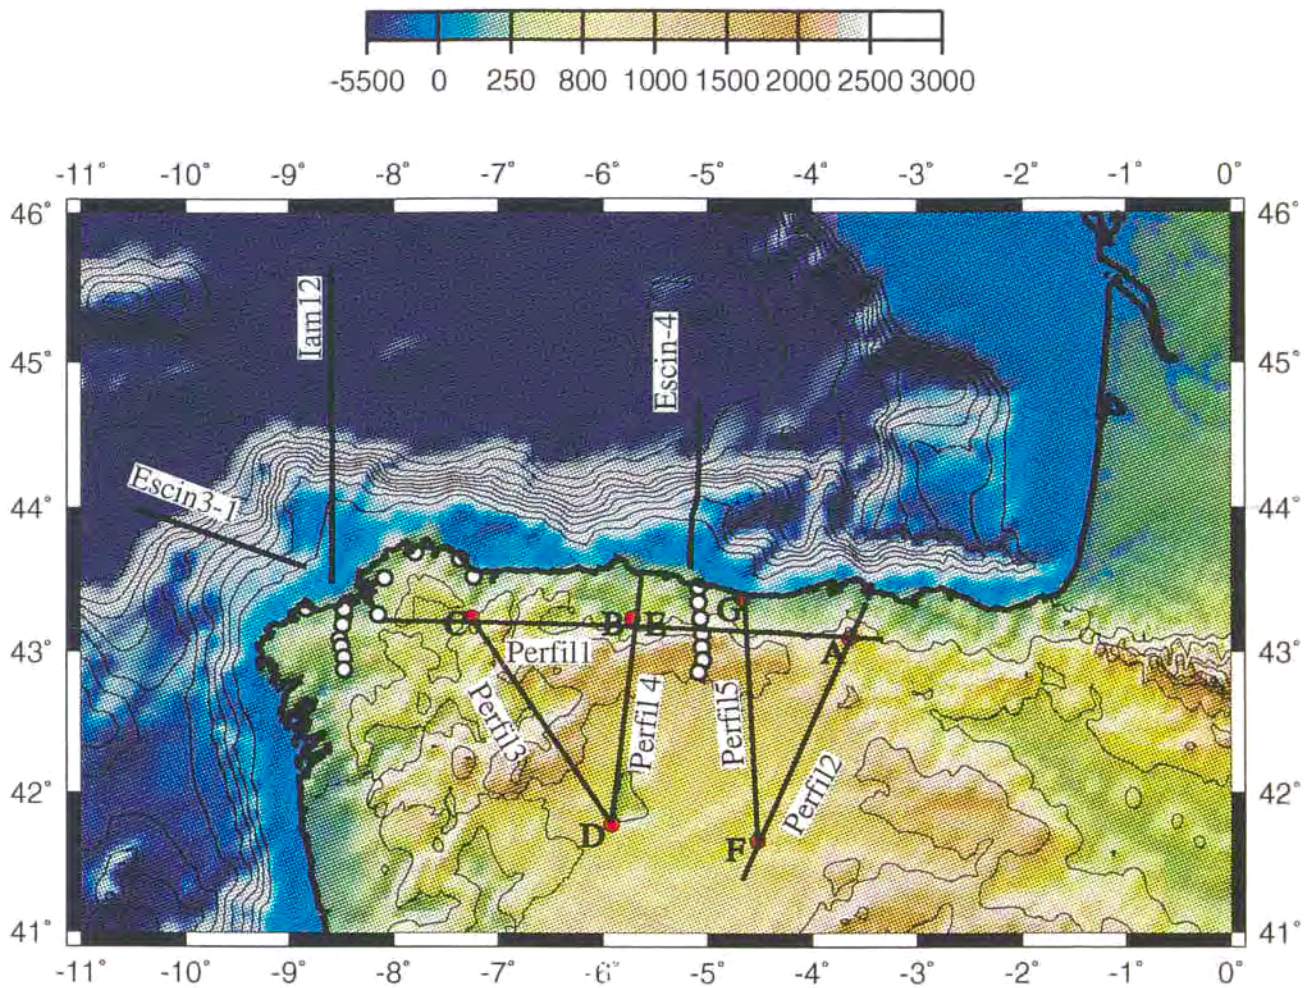 -5500 0 250 800 1000 1500 2000 2500 3000
-11° -10° -9° -8° -7° -6° -5° -4° -3° -2° -1° 0°
46° 46°
Iam12
Escin-4
45° 45°
Escin3-1
44° 44°
G
C B E
A
43° 43°
Perfil1
Perfil3
Perfil 4
Perfil5
Perfil2
42° 42°
D
F
41° 41°
-11° -10° -9° -8° -7° -6° -5° -4° -3° -2° -1° 0°